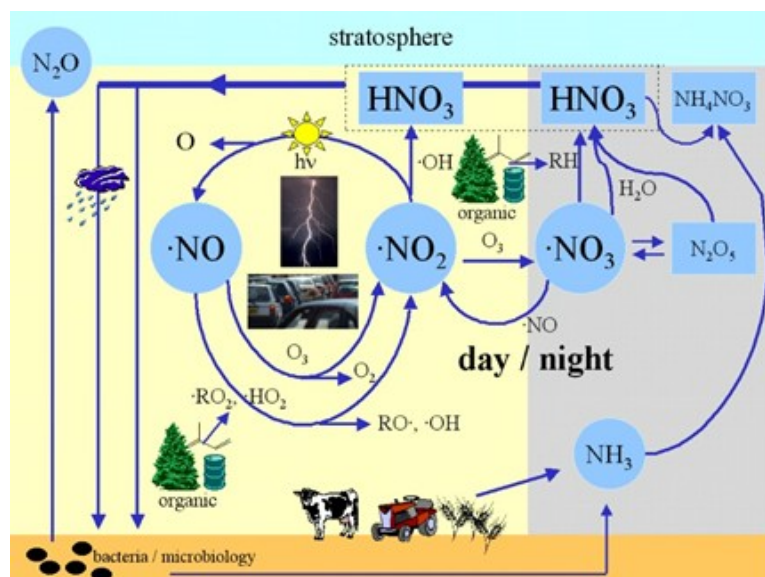 stratosphere
N₂O
HNO₃
HNO₃
NH₄NO₃
O
hν
·OH
RH
organic
H₂O
·NO
·NO₂
O₃
·NO₃
N₂O₅
·NO
O₃
O₂
day / night
·RO₂, ·HO₂
RO·, ·OH
organic
NH₃
bacteria / microbiology